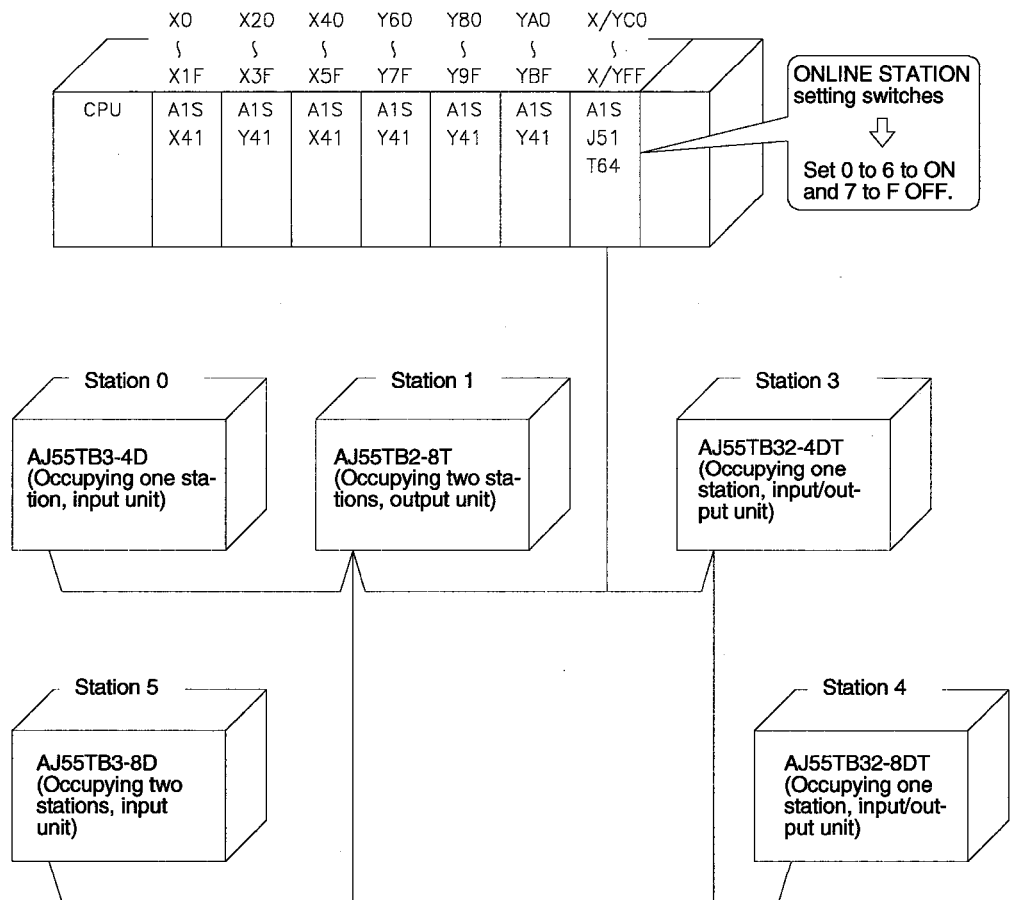 X0 X20 X40 Y60 Y80 YA0 X/YC0
∫ ∫ ∫ ∫ ∫ ∫ ∫
X1F X3F X5F Y7F Y9F YBF X/YFF
CPU A1S A1S A1S A1S A1S A1S A1S
X41 Y41 X41 Y41 Y41 Y41 J51
T64
ONLINE STATION
setting switches
Set 0 to 6 to ON
and 7 to F OFF.
Station 0
AJ55TB3-4D
(Occupying one sta-
tion, input unit)
Station 1
AJ55TB2-8T
(Occupying two sta-
tions, output unit)
Station 3
AJ55TB32-4DT
(Occupying one
station, input/out-
put unit)
Station 5
AJ55TB3-8D
(Occupying two
stations, input
unit)
Station 4
AJ55TB32-8DT
(Occupying one
station, input/out-
put unit)